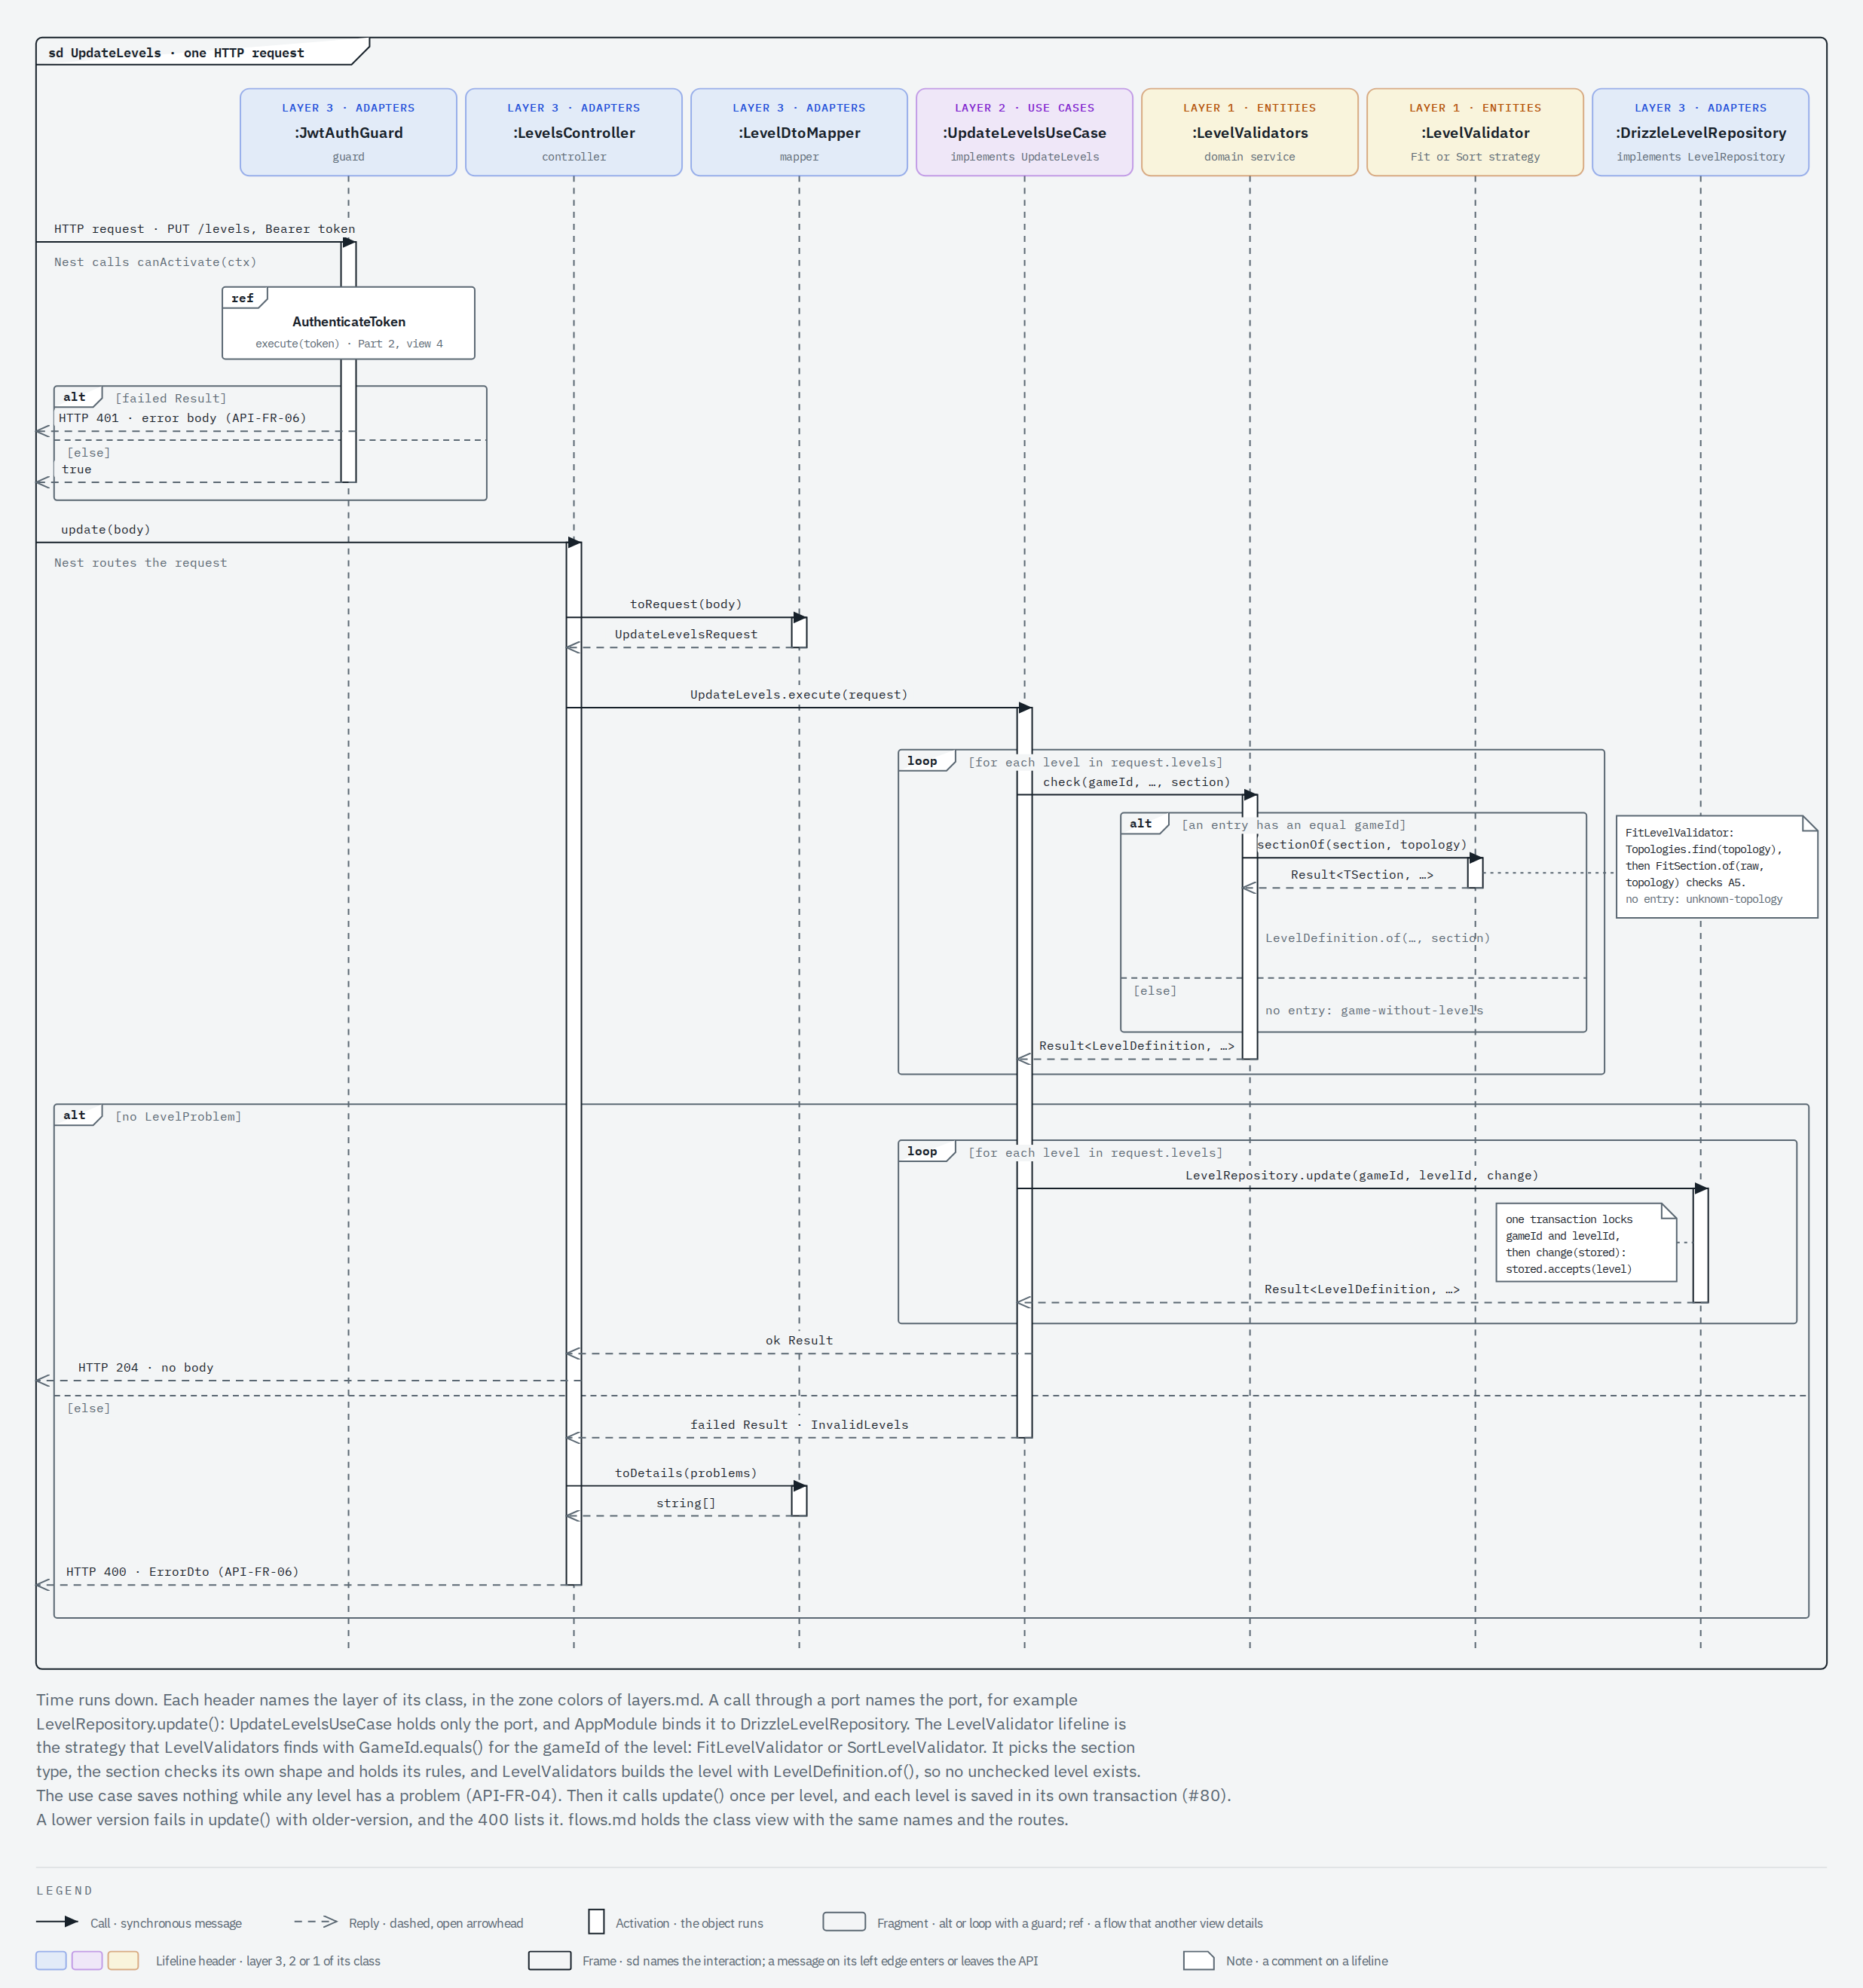 sd UpdateLevels · one HTTP request
LAYER 3 · ADAPTERS
:JwtAuthGuard
guard
LAYER 3 · ADAPTERS
:LevelsController
controller
LAYER 3 · ADAPTERS
:LevelDtoMapper
mapper
LAYER 2 · USE CASES
:UpdateLevelsUseCase
implements UpdateLevels
LAYER 1 · ENTITIES
:LevelValidators
domain service
LAYER 1 · ENTITIES
:LevelValidator
Fit or Sort strategy
LAYER 3 · ADAPTERS
:DrizzleLevelRepository
implements LevelRepository
HTTP request · PUT /levels, Bearer token
Nest calls canActivate(ctx)
ref
AuthenticateToken
execute(token) · Part 2, view 4
alt
[failed Result]
HTTP 401 · error body (API-FR-06)
[else]
true
update(body)
Nest routes the request
toRequest(body)
UpdateLevelsRequest
UpdateLevels.execute(request)
loop
[for each level in request.levels]
check(gameId, …, section)
alt
[an entry has an equal gameId]
sectionOf(section, topology)
Result<TSection, …>
FitLevelValidator:
Topologies.find(topology),
then FitSection.of(raw,
topology) checks A5.
no entry: unknown-topology
LevelDefinition.of(…, section)
[else]
no entry: game-without-levels
Result<LevelDefinition, …>
alt
[no LevelProblem]
loop
[for each level in request.levels]
LevelRepository.update(gameId, levelId, change)
one transaction locks
gameId and levelId,
then change(stored):
stored.accepts(level)
Result<LevelDefinition, …>
ok Result
HTTP 204 · no body
[else]
failed Result · InvalidLevels
toDetails(problems)
string[]
HTTP 400 · ErrorDto (API-FR-06)
Time runs down. Each header names the layer of its class, in the zone colors of layers.md. A call through a port names the port, for example
LevelRepository.update(): UpdateLevelsUseCase holds only the port, and AppModule binds it to DrizzleLevelRepository. The LevelValidator lifeline is
the strategy that LevelValidators finds with GameId.equals() for the gameId of the level: FitLevelValidator or SortLevelValidator. It picks the section
type, the section checks its own shape and holds its rules, and LevelValidators builds the level with LevelDefinition.of(), so no unchecked level exists.
The use case saves nothing while any level has a problem (API-FR-04). Then it calls update() once per level, and each level is saved in its own transaction (#80).
A lower version fails in update() with older-version, and the 400 lists it. flows.md holds the class view with the same names and the routes.
LEGEND
Call · synchronous message
Reply · dashed, open arrowhead
Activation · the object runs
Fragment · alt or loop with a guard; ref · a flow that another view details
Lifeline header · layer 3, 2 or 1 of its class
Frame · sd names the interaction; a message on its left edge enters or leaves the API
Note · a comment on a lifeline